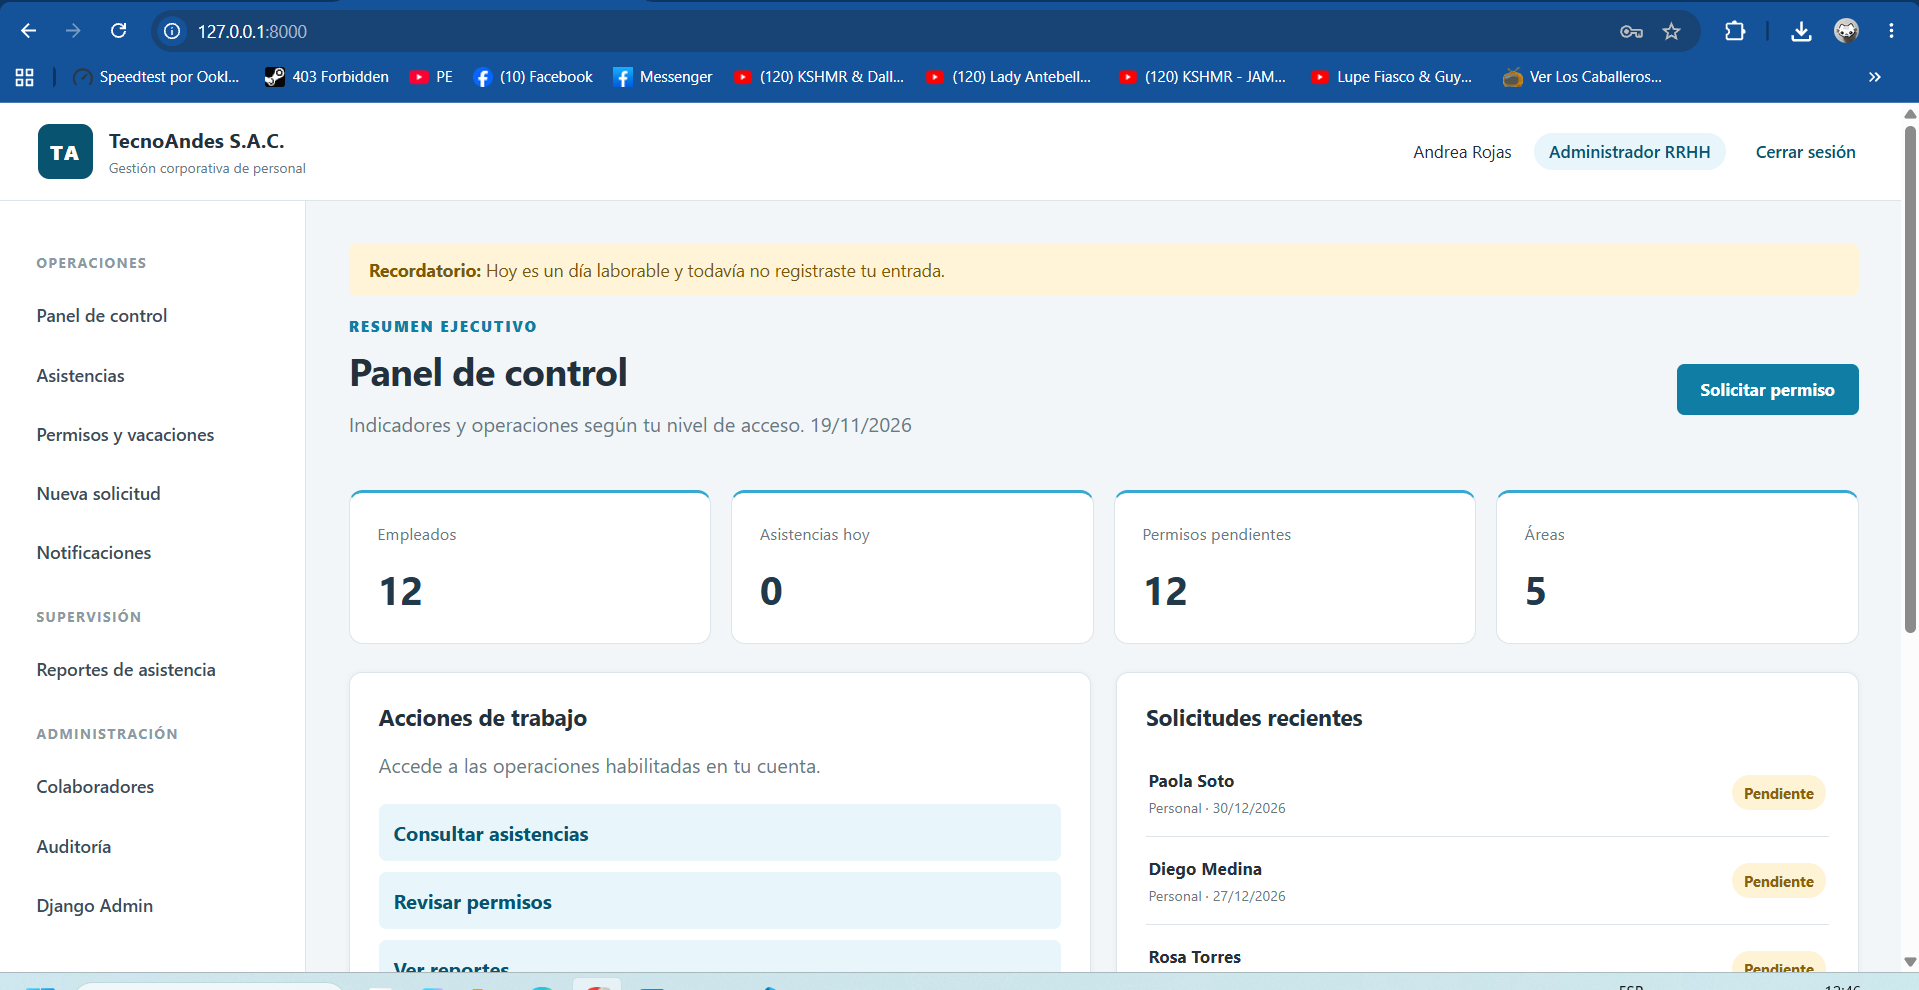 127.0.0.1:8000
Speedtest por Ookl...
403 Forbidden
PE
(10) Facebook
Messenger
(120) KSHMR & Dall...
(120) Lady Antebell...
(120) KSHMR - JAM...
Lupe Fiasco & Guy...
Ver Los Caballeros...
»
TA
TecnoAndes S.A.C.
Gestión corporativa de personal
Andrea Rojas
Administrador RRHH
Cerrar sesión
OPERACIONES
Panel de control
Asistencias
Permisos y vacaciones
Nueva solicitud
Notificaciones
SUPERVISIÓN
Reportes de asistencia
ADMINISTRACIÓN
Colaboradores
Auditoría
Django Admin
Recordatorio: Hoy es un día laborable y todavía no registraste tu entrada.
RESUMEN EJECUTIVO
Panel de control
Indicadores y operaciones según tu nivel de acceso. 19/11/2026
Solicitar permiso
Empleados
12
Asistencias hoy
0
Permisos pendientes
12
Áreas
5
Acciones de trabajo
Accede a las operaciones habilitadas en tu cuenta.
Consultar asistencias
Revisar permisos
Ver reportes
Solicitudes recientes
Paola Soto
Personal · 30/12/2026
Pendiente
Diego Medina
Personal · 27/12/2026
Pendiente
Rosa Torres
Pendiente